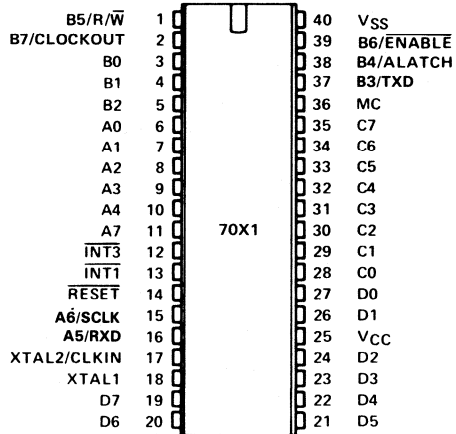 B5/R/W̅ 1 40 VSS
B7/CLOCKOUT 2 39 B6/E̅N̅A̅B̅L̅E̅
B0 3 38 B4/ALATCH
B1 4 37 B3/TXD
B2 5 36 MC
A0 6 35 C7
A1 7 34 C6
A2 8 33 C5
A3 9 32 C4
A4 10 31 C3
A7 11 70X1 30 C2
I̅N̅T̅3̅ 12 29 C1
I̅N̅T̅1̅ 13 28 C0
R̅E̅S̅E̅T̅ 14 27 D0
A6/SCLK 15 26 D1
A5/RXD 16 25 VCC
XTAL2/CLKIN 17 24 D2
XTAL1 18 23 D3
D7 19 22 D4
D6 20 21 D5